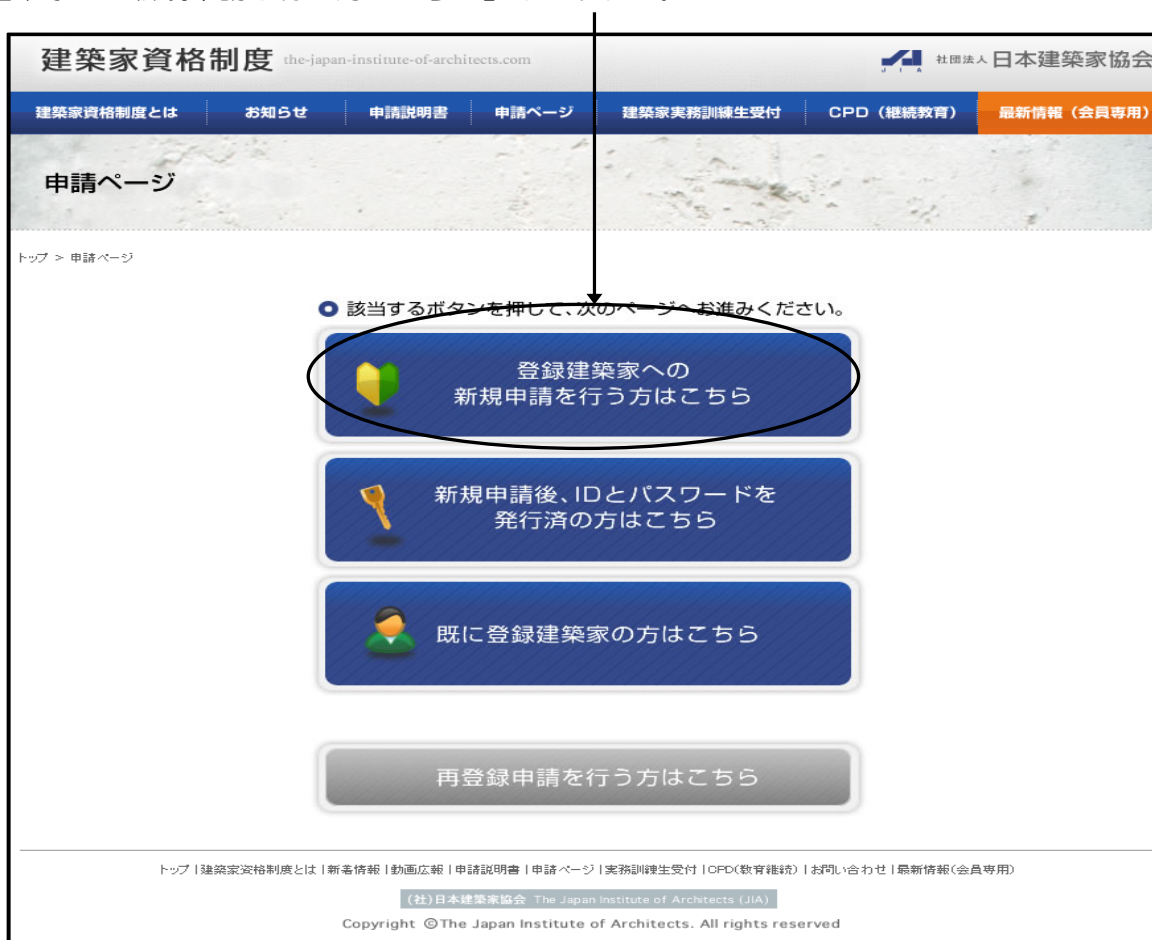 建築家資格制度 the-japan-institute-of-architects.com
JIA 社団法人 日本建築家協会
建築家資格制度とは お知らせ 申請説明書 申請ページ 建築家実務訓練生受付 CPD（継続教育） 最新情報（会員専用）
申請ページ
トップ > 申請ページ
該当するボタンを押して、次のページへお進みください。
登録建築家への
新規申請を行う方はこちら
新規申請後、IDとパスワードを
発行済の方はこちら
既に登録建築家の方はこちら
再登録申請を行う方はこちら
トップ | 建築家資格制度とは | 新着情報 | 動画広報 | 申請説明書 | 申請ページ | 実務訓練生受付 | CPD(教育継続) | お問い合わせ | 最新情報(会員専用)
(社)日本建築家協会 The Japan Institute of Architects (JIA)
Copyright ©The Japan Institute of Architects. All rights reserved